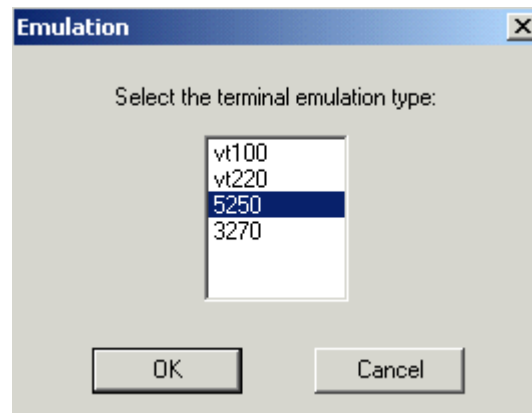 Emulation
Select the terminal emulation type:
vt100
vt220
5250
3270
OK
Cancel